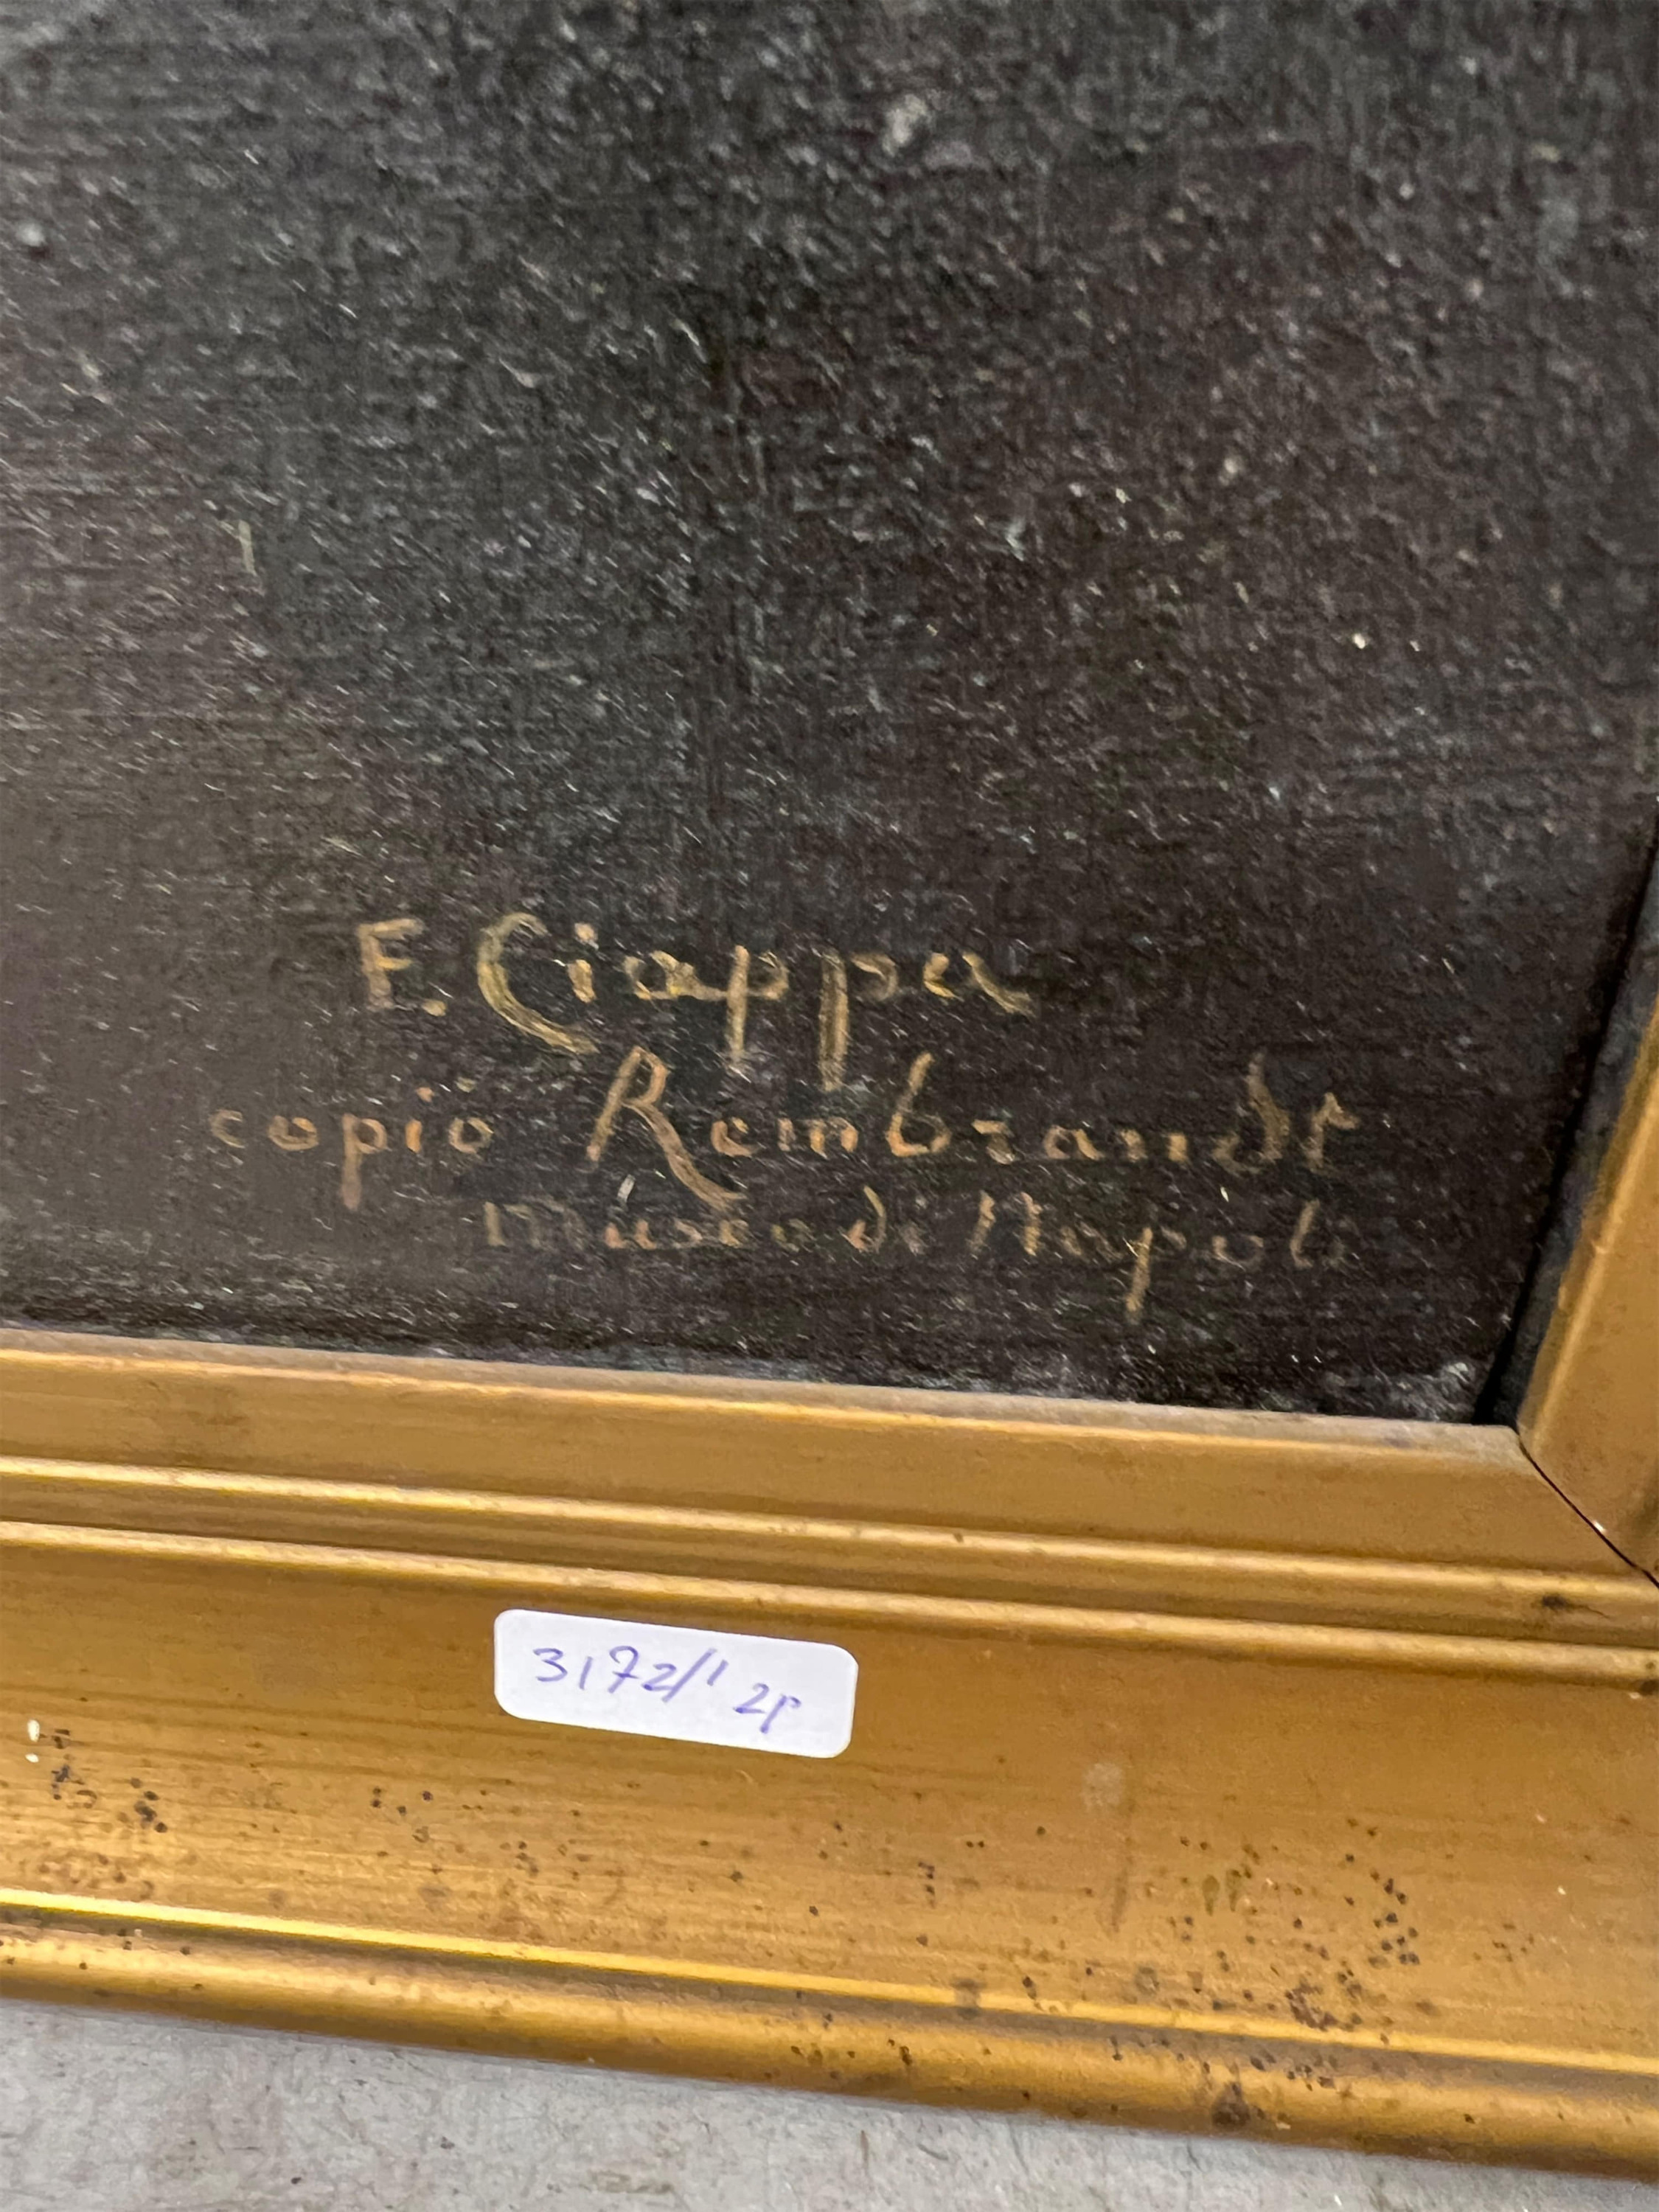 F. Ciappa
copiò Rembrandt
Museo di Napoli
3172/1 2p